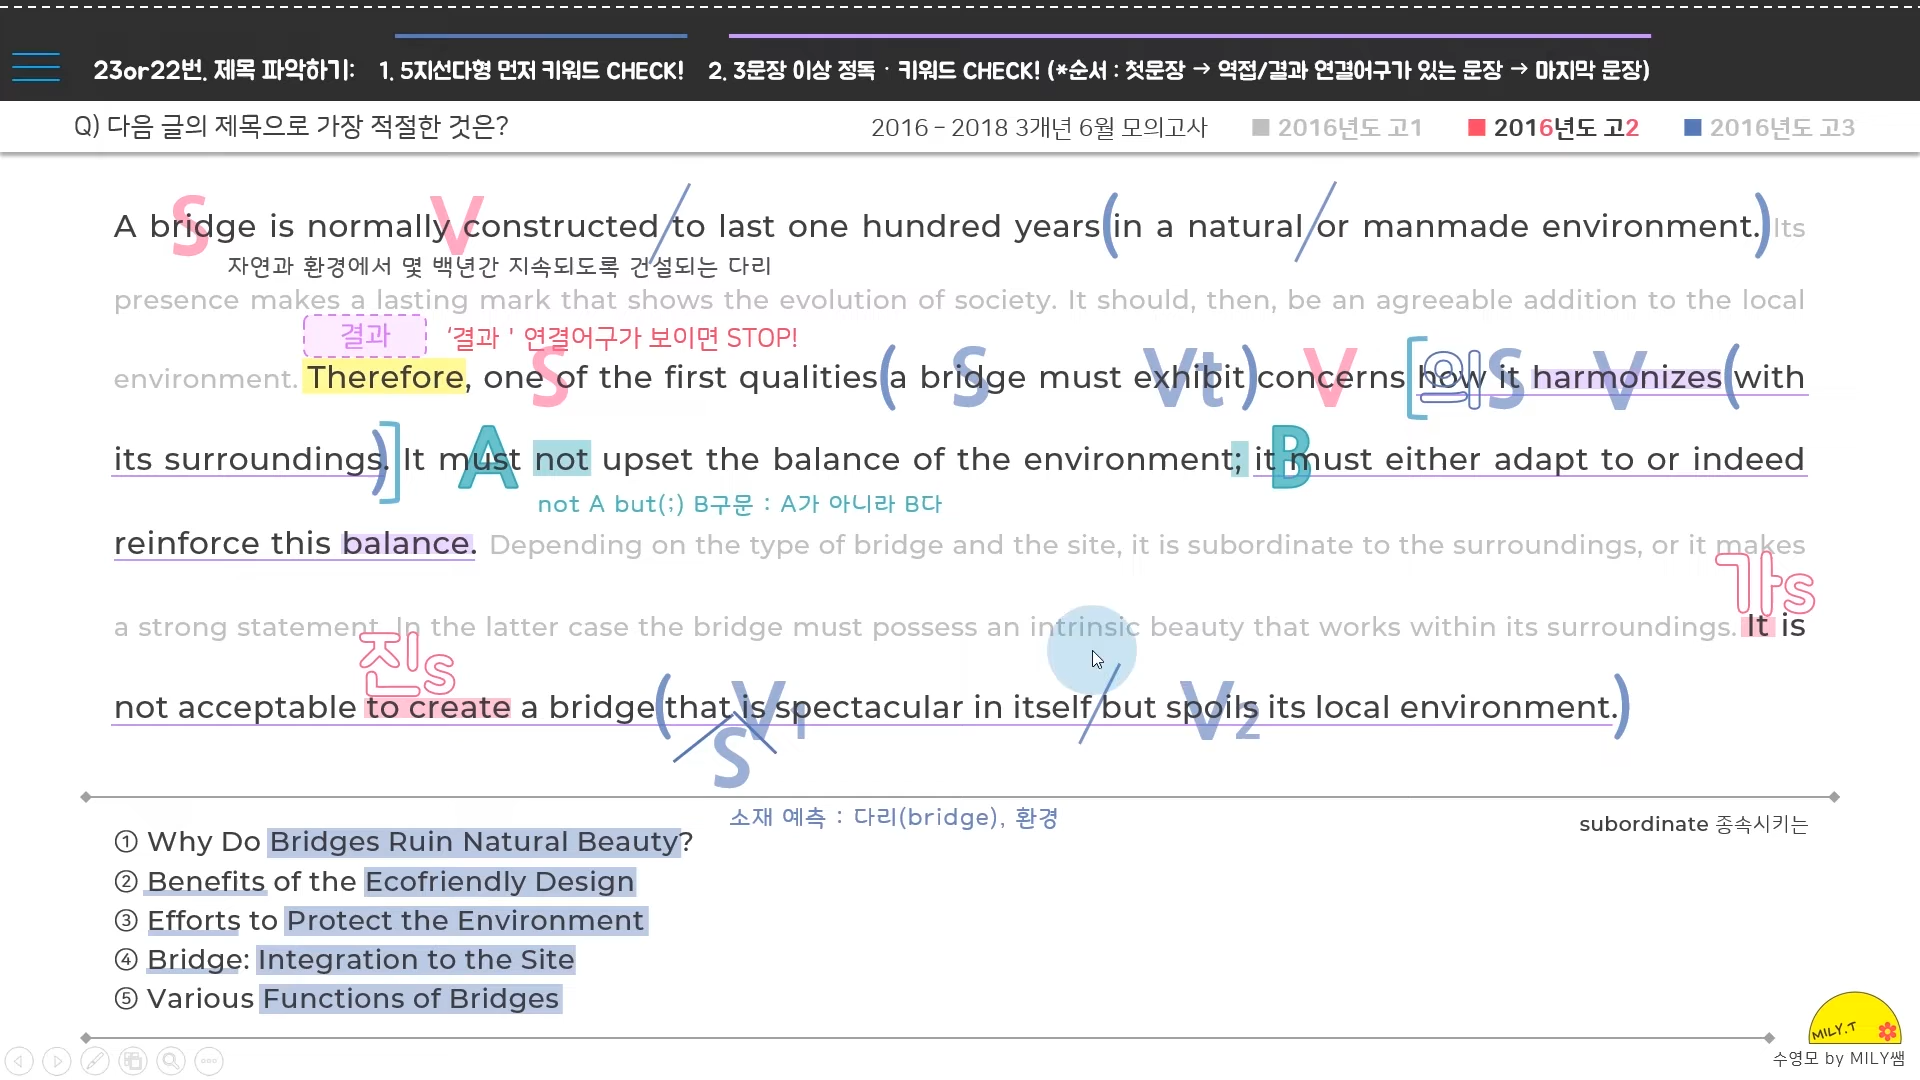 23or22번. 제목 파악하기: 1. 5지선다형 먼저 키워드 CHECK! 2. 3문장 이상 정독 · 키워드 CHECK! (*순서 : 첫문장 → 역접/결과 연결어구가 있는 문장 → 마지막 문장)
Q) 다음 글의 제목으로 가장 적절한 것은? 2016 – 2018 3개년 6월 모의고사 2016년도 고1 2016년도 고2 2016년도 고3
S V
A bridge is normally constructed to last one hundred years (in a natural or manmade environment.) Its
자연과 환경에서 몇 백년간 지속되도록 건설되는 다리
presence makes a lasting mark that shows the evolution of society. It should, then, be an agreeable addition to the local
결과 '결과 ' 연결어구가 보이면 STOP!
S S Vt V 의 S V
environment. Therefore, one of the first qualities (a bridge must exhibit) concerns [how it harmonizes (with
A B
its surroundings).] It must not upset the balance of the environment; it must either adapt to or indeed
not A but(;) B구문 : A가 아니라 B다
reinforce this balance. Depending on the type of bridge and the site, it is subordinate to the surroundings, or it makes
가s
a strong statement. In the latter case the bridge must possess an intrinsic beauty that works within its surroundings. It is
진s V1 V2
not acceptable to create a bridge (that is spectacular in itself but spoils its local environment.)
S
소재 예측 : 다리(bridge), 환경
subordinate 종속시키는
① Why Do Bridges Ruin Natural Beauty?
② Benefits of the Ecofriendly Design
③ Efforts to Protect the Environment
④ Bridge: Integration to the Site
⑤ Various Functions of Bridges
MILY.T
수영모 by MILY쌤